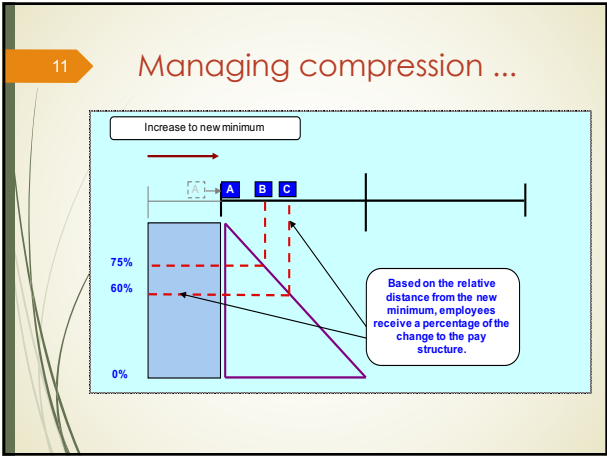 11
Managing compression ...
Increase to new minimum
A
A
B
C
75%
60%
0%
Based on the relative
distance from the new
minimum, employees
receive a percentage of the
change to the pay
structure.